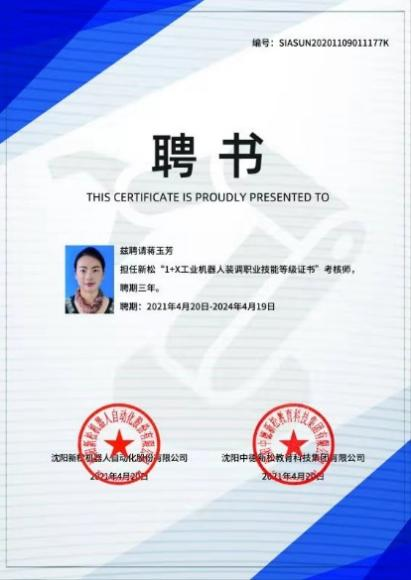 编号：SIASUN20201109011177K
聘书
THIS CERTIFICATE IS PROUDLY PRESENTED TO
兹聘请蒋玉芳
担任新松“1+X工业机器人装调职业技能等级证书”考核师，
聘期三年。
聘期：2021年4月20日-2024年4月19日
沈阳新松机器人自动化股份有限公司
沈阳中德新松教育科技集团有限公司
2021年4月20日
2021年4月20日